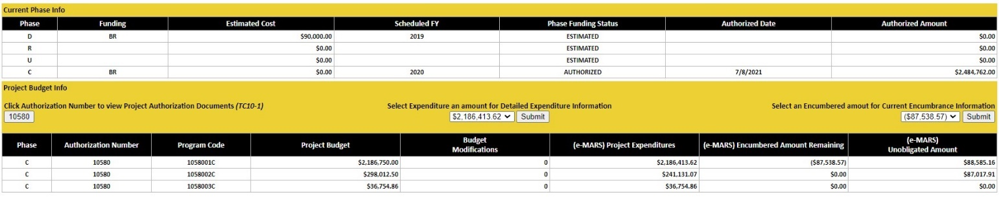 Current Phase Info
Phase Funding Estimated Cost Scheduled FY Phase Funding Status Authorized Date Authorized Amount
D BR $90,000.00 2019 ESTIMATED $0.00
R $0.00 ESTIMATED $0.00
U $0.00 ESTIMATED $0.00
C BR $0.00 2020 AUTHORIZED 7/8/2021 $2,484,762.00
Project Budget Info
Click Authorization Number to view Project Authorization Documents (TC10-1) Select Expenditure an amount for Detailed Expenditure Information Select an Encumbered amout for Current Encumbrance Information
10580 $2,186,413.62 Submit ($87,538.57) Submit
Phase Authorization Number Program Code Project Budget Budget Modifications (e-MARS) Project Expenditures (e-MARS) Encumbered Amount Remaining (e-MARS) Unobligated Amount
C 10580 1058001C $2,186,750.00 0 $2,186,413.62 ($87,538.57) $88,585.16
C 10580 1058002C $298,012.50 0 $241,131.07 $0.00 $87,017.91
C 10580 1058003C $36,754.86 0 $36,754.86 $0.00 $0.00